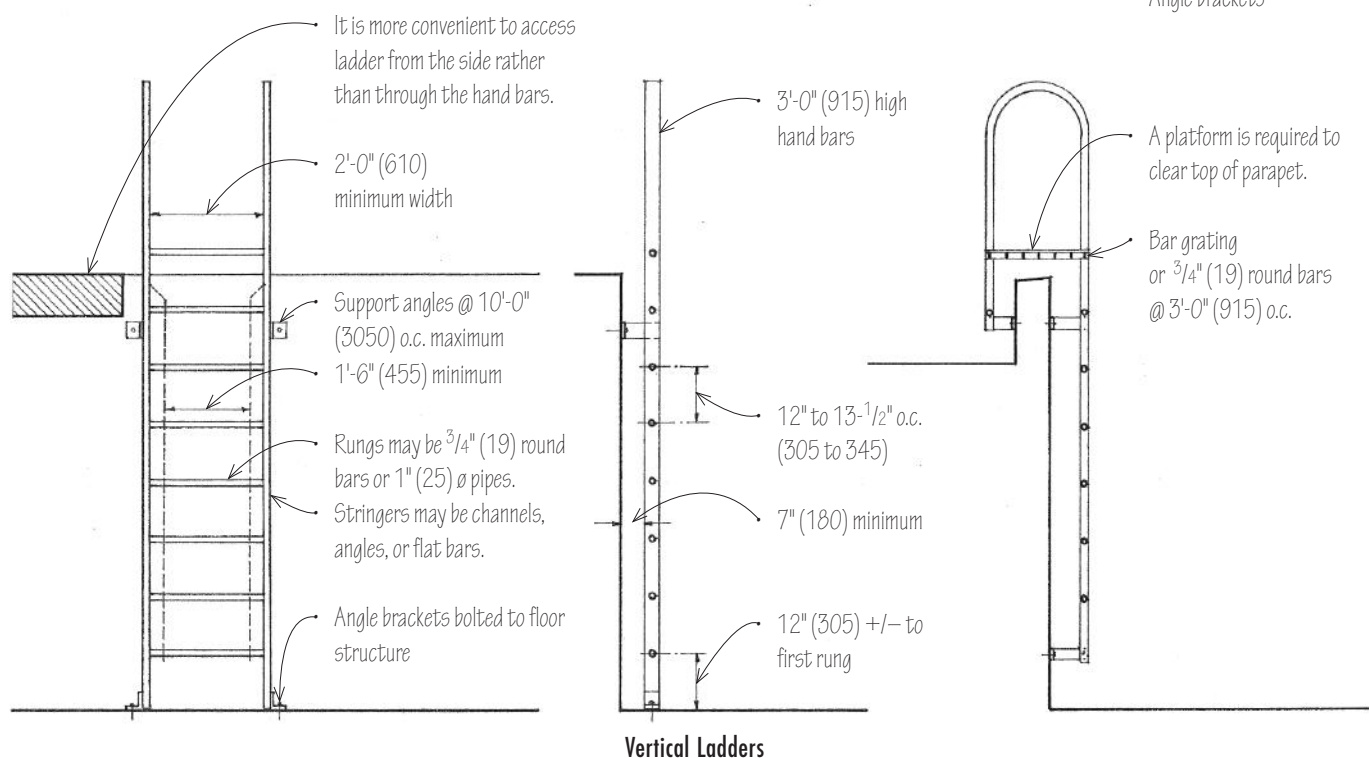 Angle brackets
It is more convenient to access
ladder from the side rather
than through the hand bars.
2'-0" (610)
minimum width
Support angles @ 10'-0"
(3050) o.c. maximum
1'-6" (455) minimum
Rungs may be 3/4" (19) round
bars or 1" (25) ø pipes.
Stringers may be channels,
angles, or flat bars.
Angle brackets bolted to floor
structure
3'-0" (915) high
hand bars
12" to 13-1/2" o.c.
(305 to 345)
7" (180) minimum
12" (305) +/– to
first rung
A platform is required to
clear top of parapet.
Bar grating
or 3/4" (19) round bars
@ 3'-0" (915) o.c.
Vertical Ladders